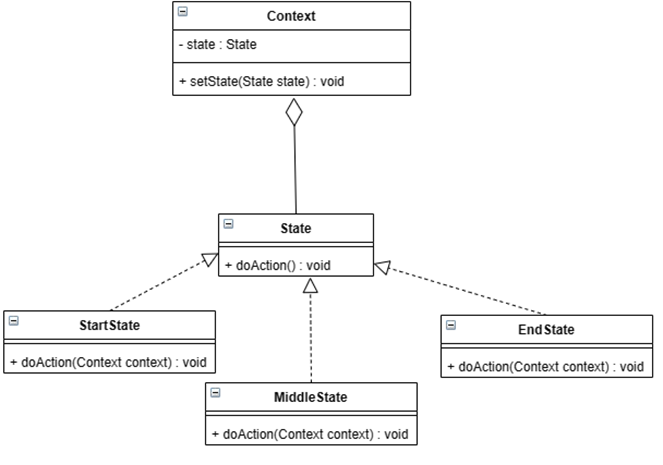 Context
- state : State
+ setState(State state) : void
State
+ doAction() : void
StartState
+ doAction(Context context) : void
EndState
+ doAction(Context context) : void
MiddleState
+ doAction(Context context) : void